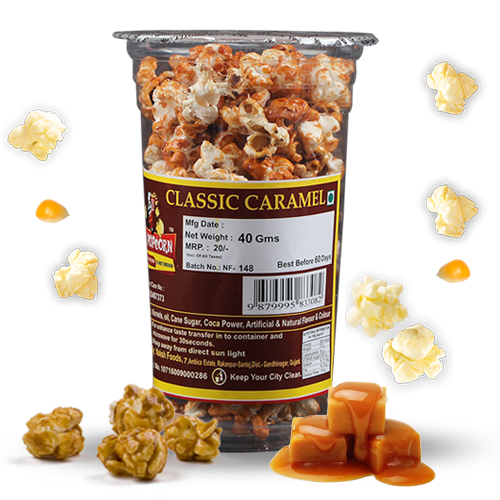 CLASSIC CARAMEL
POPCORN
TM
Mfg Date :
Net Weight : 40 Gms
MRP. : 20/-
(Incl. Of All Taxes)
Batch No.: NF- 148
Best Before 60 Days
9 879995 833082
oil, Cane Sugar, Coca Power, Artificial & Natural Flavour & Colour
enhance taste transfer in to container and
microwave for 30seconds.
away from direct sun light
Foods, 7, Ambica Estate, Rakanpur-Santej, Dist.- Gandhinagar, Gujrat
No. 10716009000286
Keep Your City Clean.